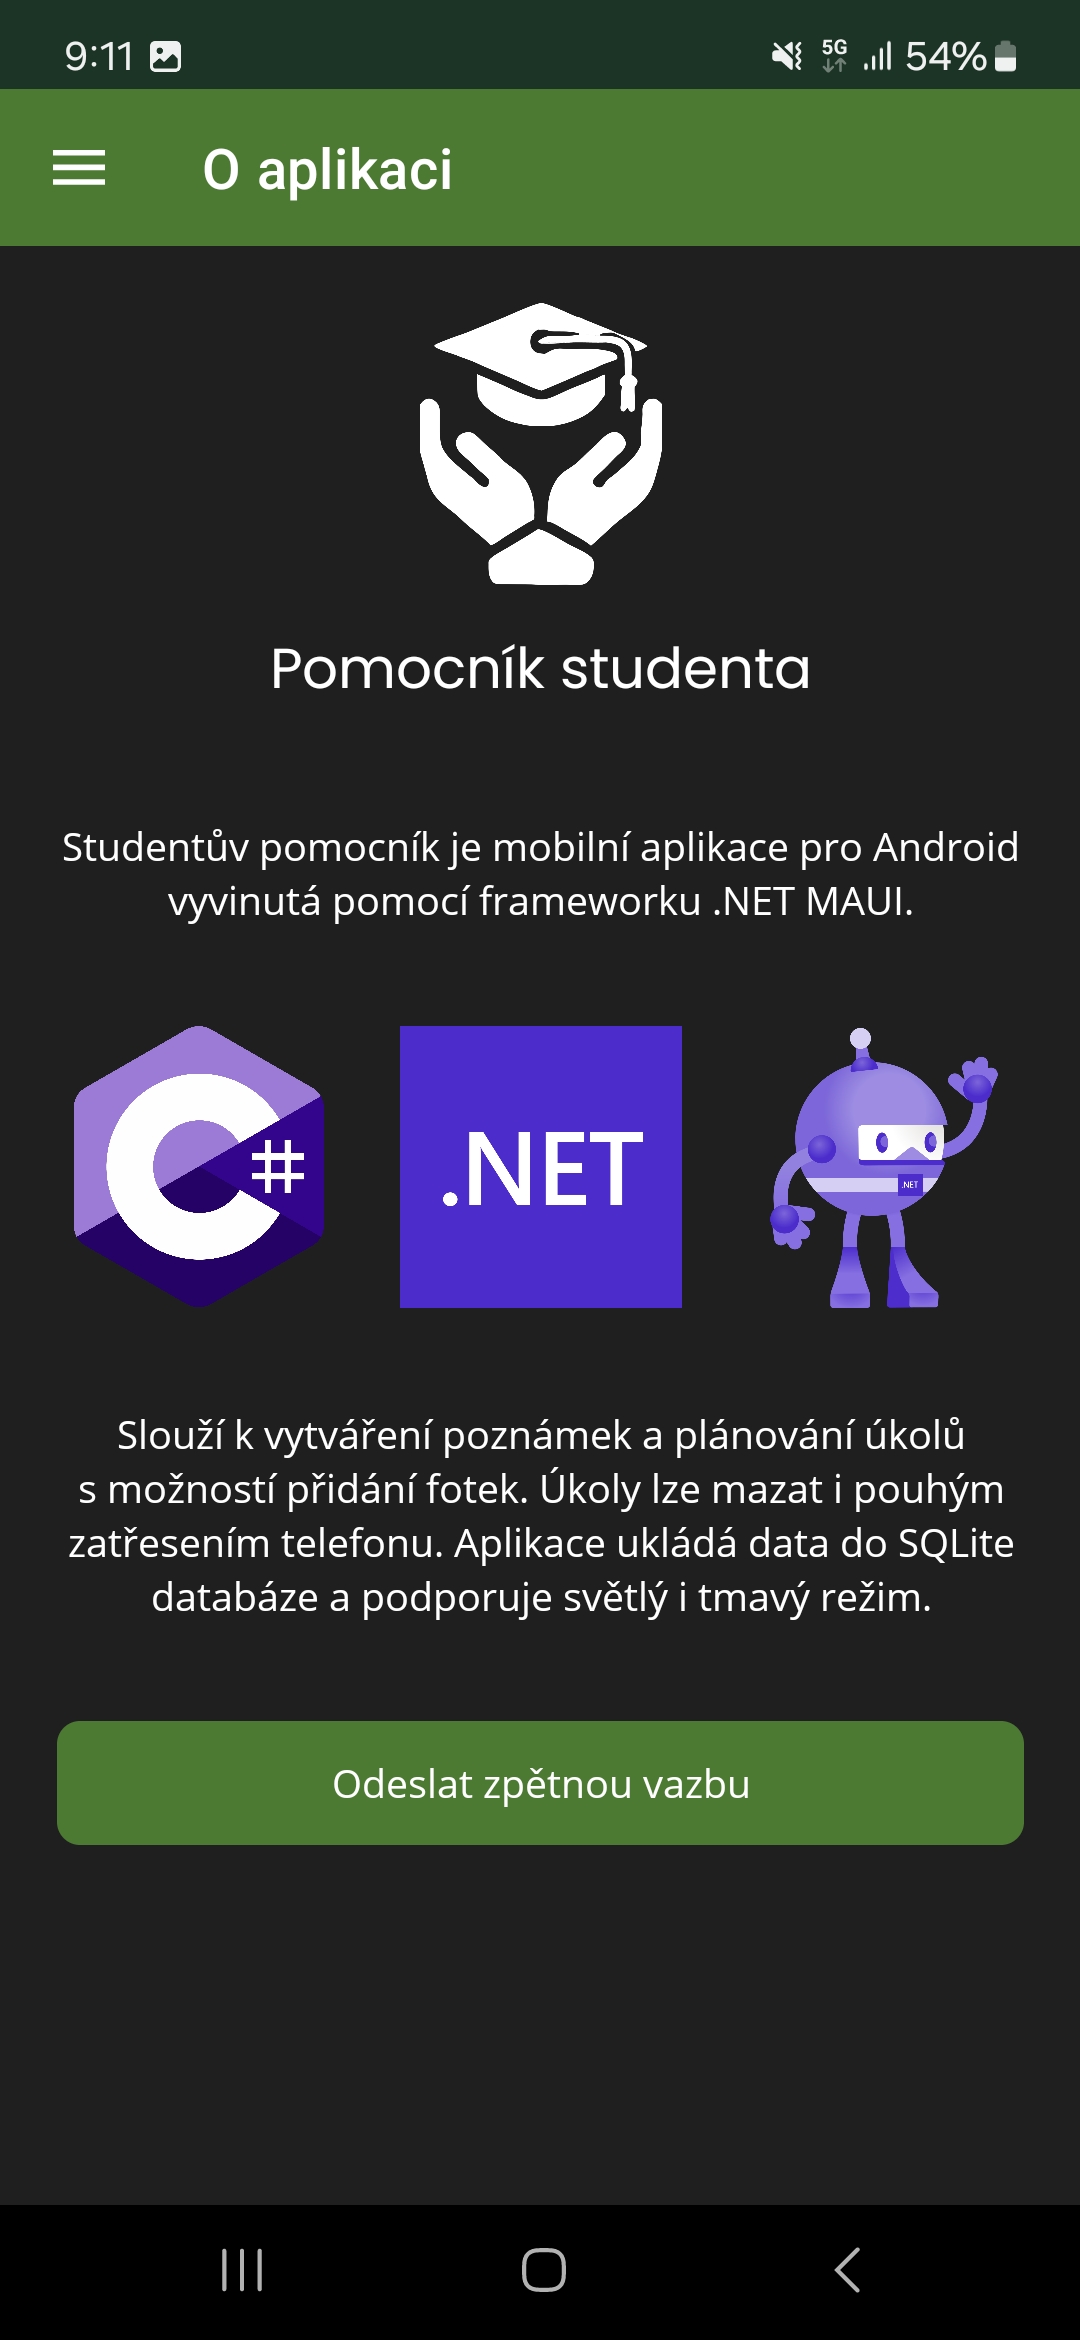 9:11
5G
54%
O aplikaci
Pomocník studenta
Studentův pomocník je mobilní aplikace pro Android
vyvinutá pomocí frameworku .NET MAUI.
C#
.NET
.NET
Slouží k vytváření poznámek a plánování úkolů
s možností přidání fotek. Úkoly lze mazat i pouhým
zatřesením telefonu. Aplikace ukládá data do SQLite
databáze a podporuje světlý i tmavý režim.
Odeslat zpětnou vazbu